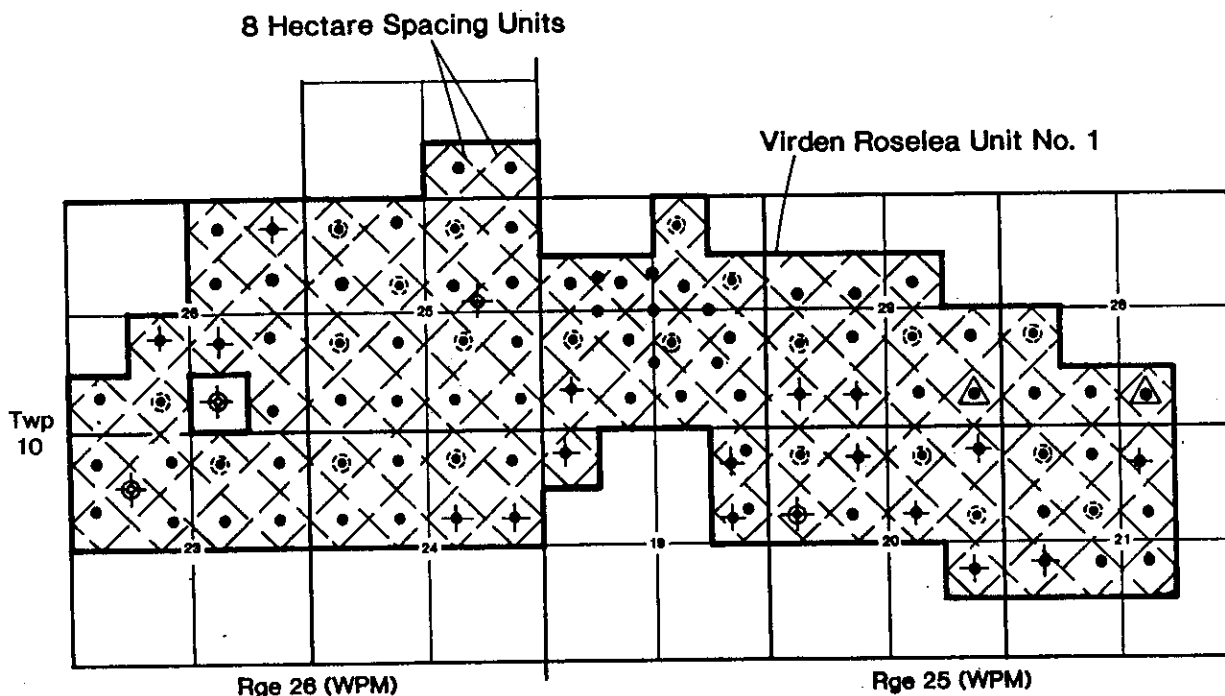 8 Hectare Spacing Units
Virden Roselea Unit No. 1
26
25
29
28
Twp
10
23
24
19
20
21
Rge 26 (WPM)
Rge 25 (WPM)